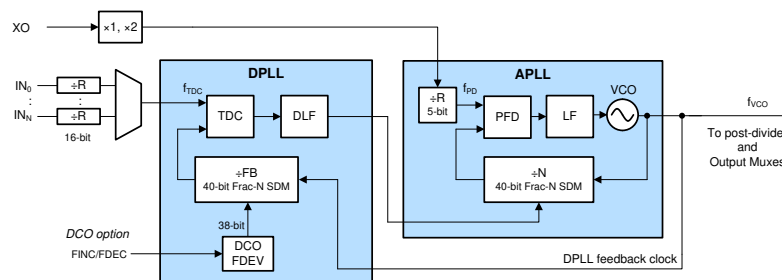 XO
×1, ×2
IN0
÷R
:
:
INN
÷R
16-bit
DPLL
fTDC
TDC
DLF
÷FB
40-bit Frac-N SDM
38-bit
DCO
FDEV
DCO option
FINC/FDEC
APLL
÷R
5-bit
fPD
PFD
LF
VCO
÷N
40-bit Frac-N SDM
fVCO
To post-divide
and
Output Muxes
DPLL feedback clock